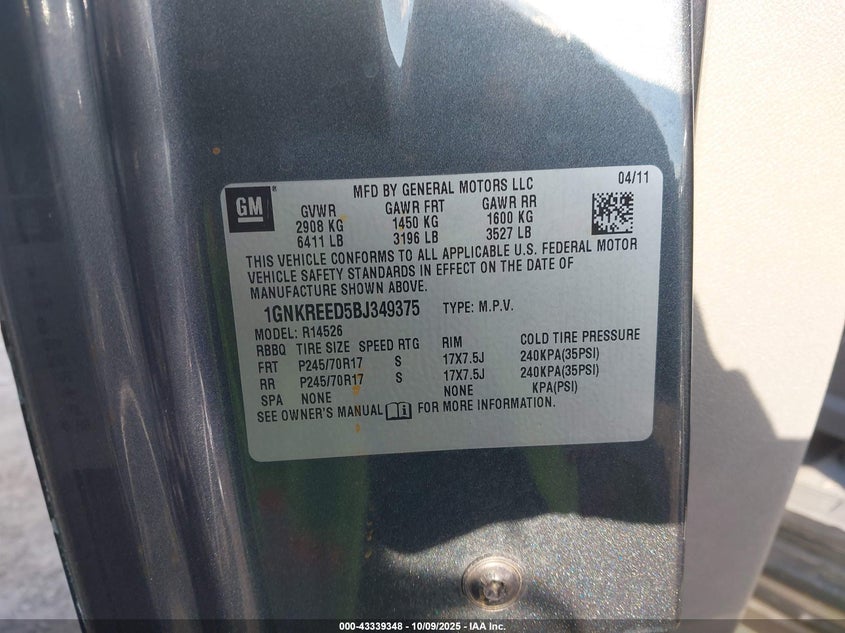 GM
MFD BY GENERAL MOTORS LLC 04/11
GVWR GAWR FRT GAWR RR
2908 KG 1450 KG 1600 KG
6411 LB 3196 LB 3527 LB
THIS VEHICLE CONFORMS TO ALL APPLICABLE U.S. FEDERAL MOTOR
VEHICLE SAFETY STANDARDS IN EFFECT ON THE DATE OF
MANUFACTURE SHOWN ABOVE.
1GNKREED5BJ349375 TYPE: M.P.V.
MODEL: R14526
RBBQ TIRE SIZE SPEED RTG RIM COLD TIRE PRESSURE
FRT P245/70R17 S 17X7.5J 240KPA(35PSI)
RR P245/70R17 S 17X7.5J 240KPA(35PSI)
SPA NONE NONE KPA(PSI)
SEE OWNER'S MANUAL FOR MORE INFORMATION.
000-43339348 - 10/09/2025 - IAA Inc.